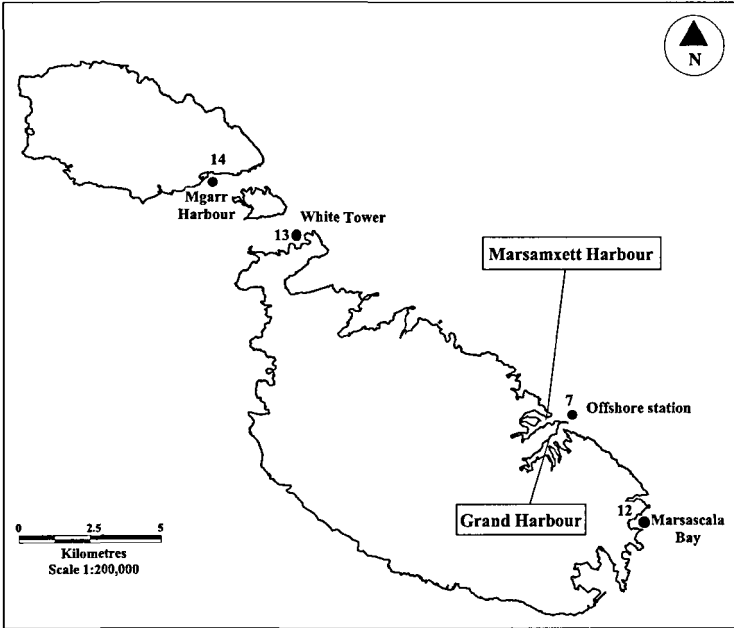 N
14
Mgarr
Harbour
White Tower
13
Marsamxett Harbour
7
Offshore station
Grand Harbour
12
Marsascala
Bay
0 2.5 5
Kilometres
Scale 1:200,000